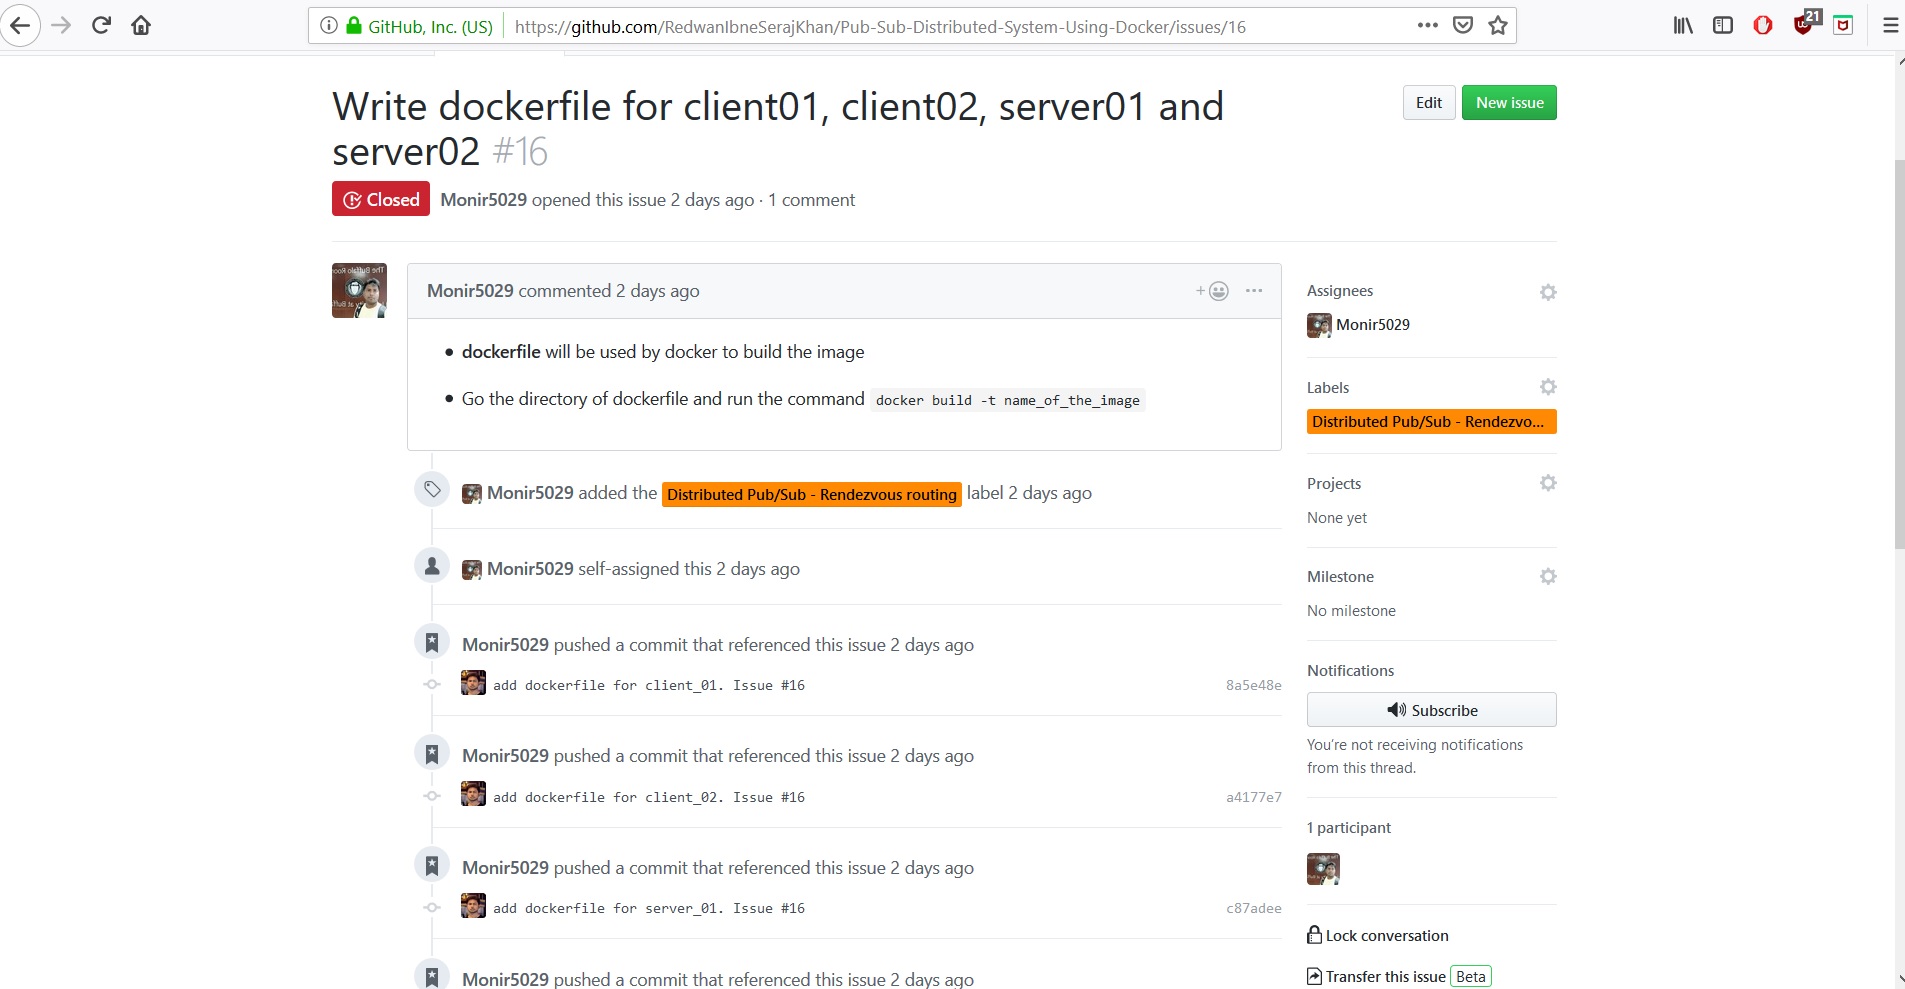 GitHub, Inc. (US)
https://github.com/RedwanIbneSerajKhan/Pub-Sub-Distributed-System-Using-Docker/issues/16
21
Write dockerfile for client01, client02, server01 and
server02 #16
Edit
New issue
Closed
Monir5029 opened this issue 2 days ago · 1 comment
Monir5029 commented 2 days ago
• dockerfile will be used by docker to build the image
• Go the directory of dockerfile and run the command docker build -t name_of_the_image
Monir5029 added the Distributed Pub/Sub - Rendezvous routing label 2 days ago
Monir5029 self-assigned this 2 days ago
Monir5029 pushed a commit that referenced this issue 2 days ago
add dockerfile for client_01. Issue #16 8a5e48e
Monir5029 pushed a commit that referenced this issue 2 days ago
add dockerfile for client_02. Issue #16 a4177e7
Monir5029 pushed a commit that referenced this issue 2 days ago
add dockerfile for server_01. Issue #16 c87adee
Monir5029 pushed a commit that referenced this issue 2 days ago
Assignees
Monir5029
Labels
Distributed Pub/Sub - Rendezvo...
Projects
None yet
Milestone
No milestone
Notifications
Subscribe
You're not receiving notifications
from this thread.
1 participant
Lock conversation
Transfer this issue Beta